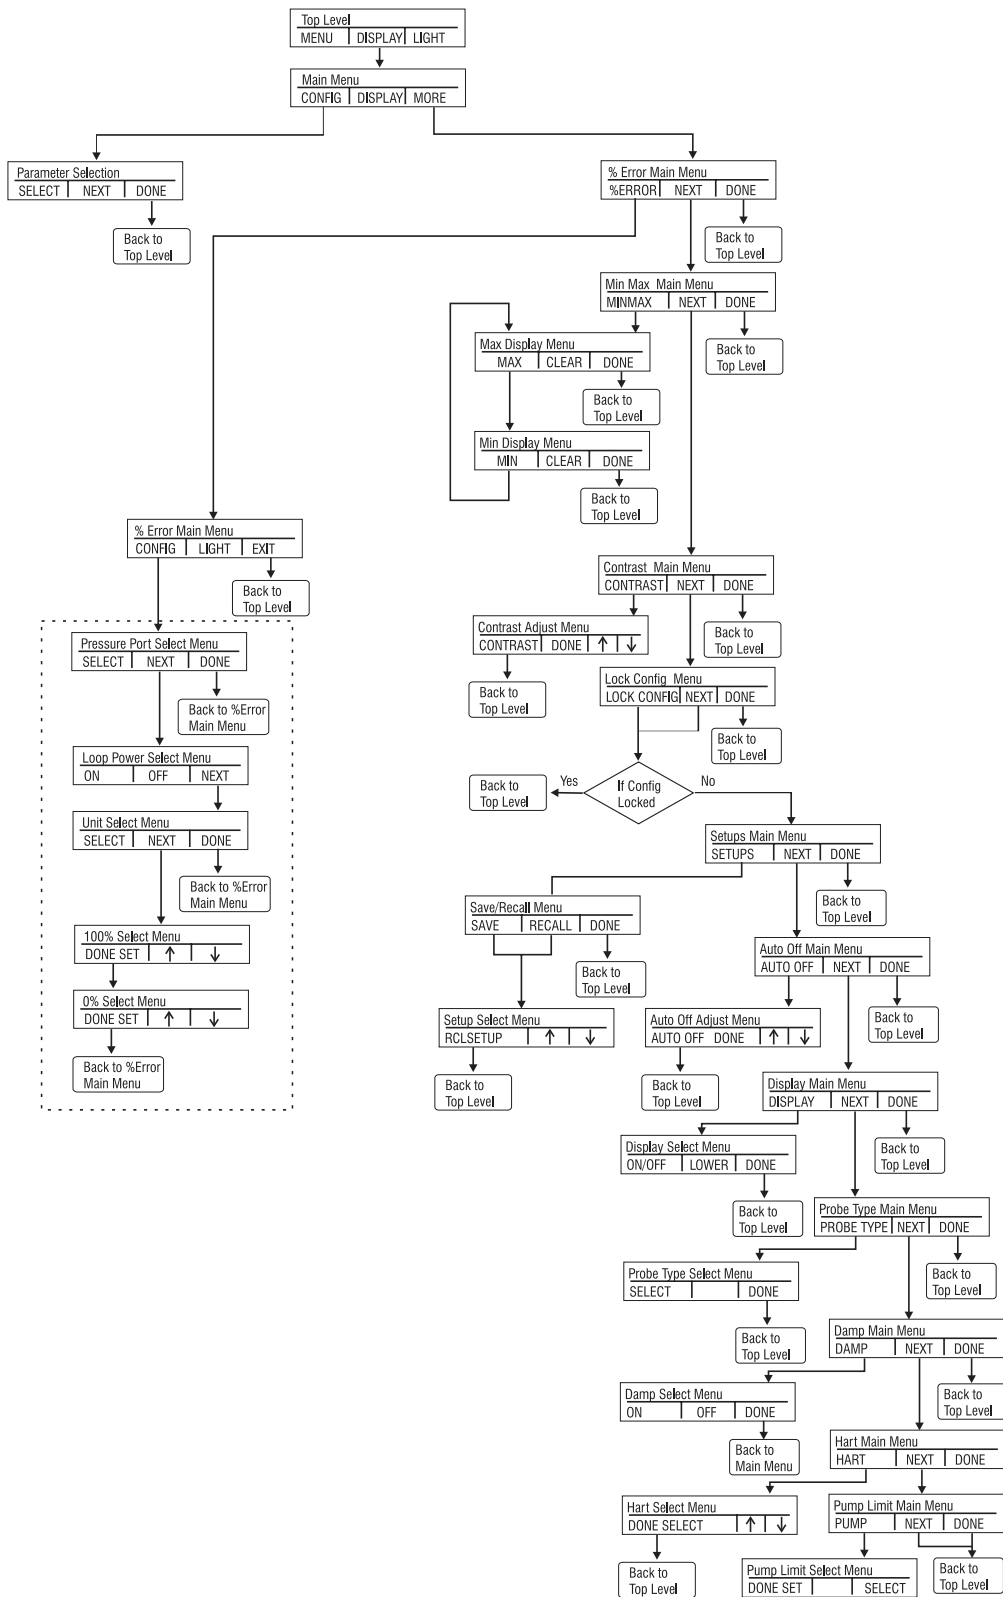 Top Level
MENU DISPLAY LIGHT
Main Menu
CONFIG DISPLAY MORE
Parameter Selection
SELECT NEXT DONE
Back to
Top Level
% Error Main Menu
%ERROR NEXT DONE
Back to
Top Level
Min Max Main Menu
MINMAX NEXT DONE
Back to
Top Level
Max Display Menu
MAX CLEAR DONE
Back to
Top Level
Min Display Menu
MIN CLEAR DONE
Back to
Top Level
% Error Main Menu
CONFIG LIGHT EXIT
Back to
Top Level
Pressure Port Select Menu
SELECT NEXT DONE
Back to %Error
Main Menu
Loop Power Select Menu
ON OFF NEXT
Unit Select Menu
SELECT NEXT DONE
Back to %Error
Main Menu
100% Select Menu
DONE SET ↑ ↓
0% Select Menu
DONE SET ↑ ↓
Back to %Error
Main Menu
Contrast Main Menu
CONTRAST NEXT DONE
Back to
Top Level
Contrast Adjust Menu
CONTRAST DONE ↑ ↓
Back to
Top Level
Lock Config Menu
LOCK CONFIG NEXT DONE
Back to
Top Level
If Config
Locked
Yes
Back to
Top Level
No
Setups Main Menu
SETUPS NEXT DONE
Back to
Top Level
Save/Recall Menu
SAVE RECALL DONE
Back to
Top Level
Setup Select Menu
RCLSETUP ↑ ↓
Back to
Top Level
Auto Off Main Menu
AUTO OFF NEXT DONE
Back to
Top Level
Auto Off Adjust Menu
AUTO OFF DONE ↑ ↓
Back to
Top Level
Display Main Menu
DISPLAY NEXT DONE
Back to
Top Level
Display Select Menu
ON/OFF LOWER DONE
Back to
Top Level
Probe Type Main Menu
PROBE TYPE NEXT DONE
Back to
Top Level
Probe Type Select Menu
SELECT DONE
Back to
Top Level
Damp Main Menu
DAMP NEXT DONE
Back to
Top Level
Damp Select Menu
ON OFF DONE
Back to
Main Menu
Hart Main Menu
HART NEXT DONE
Hart Select Menu
DONE SELECT ↑ ↓
Back to
Top Level
Pump Limit Main Menu
PUMP NEXT DONE
Back to
Top Level
Pump Limit Select Menu
DONE SET SELECT